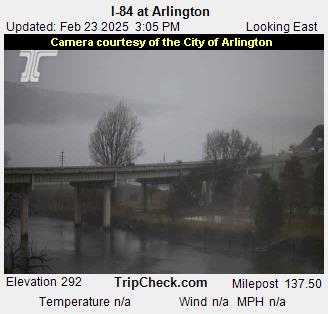 I-84 at Arlington
Updated: Feb 23 2025 3:05 PM Looking East
Camera courtesy of the City of Arlington
Elevation 292 TripCheck.com Milepost 137.50
Temperature n/a Wind n/a MPH n/a